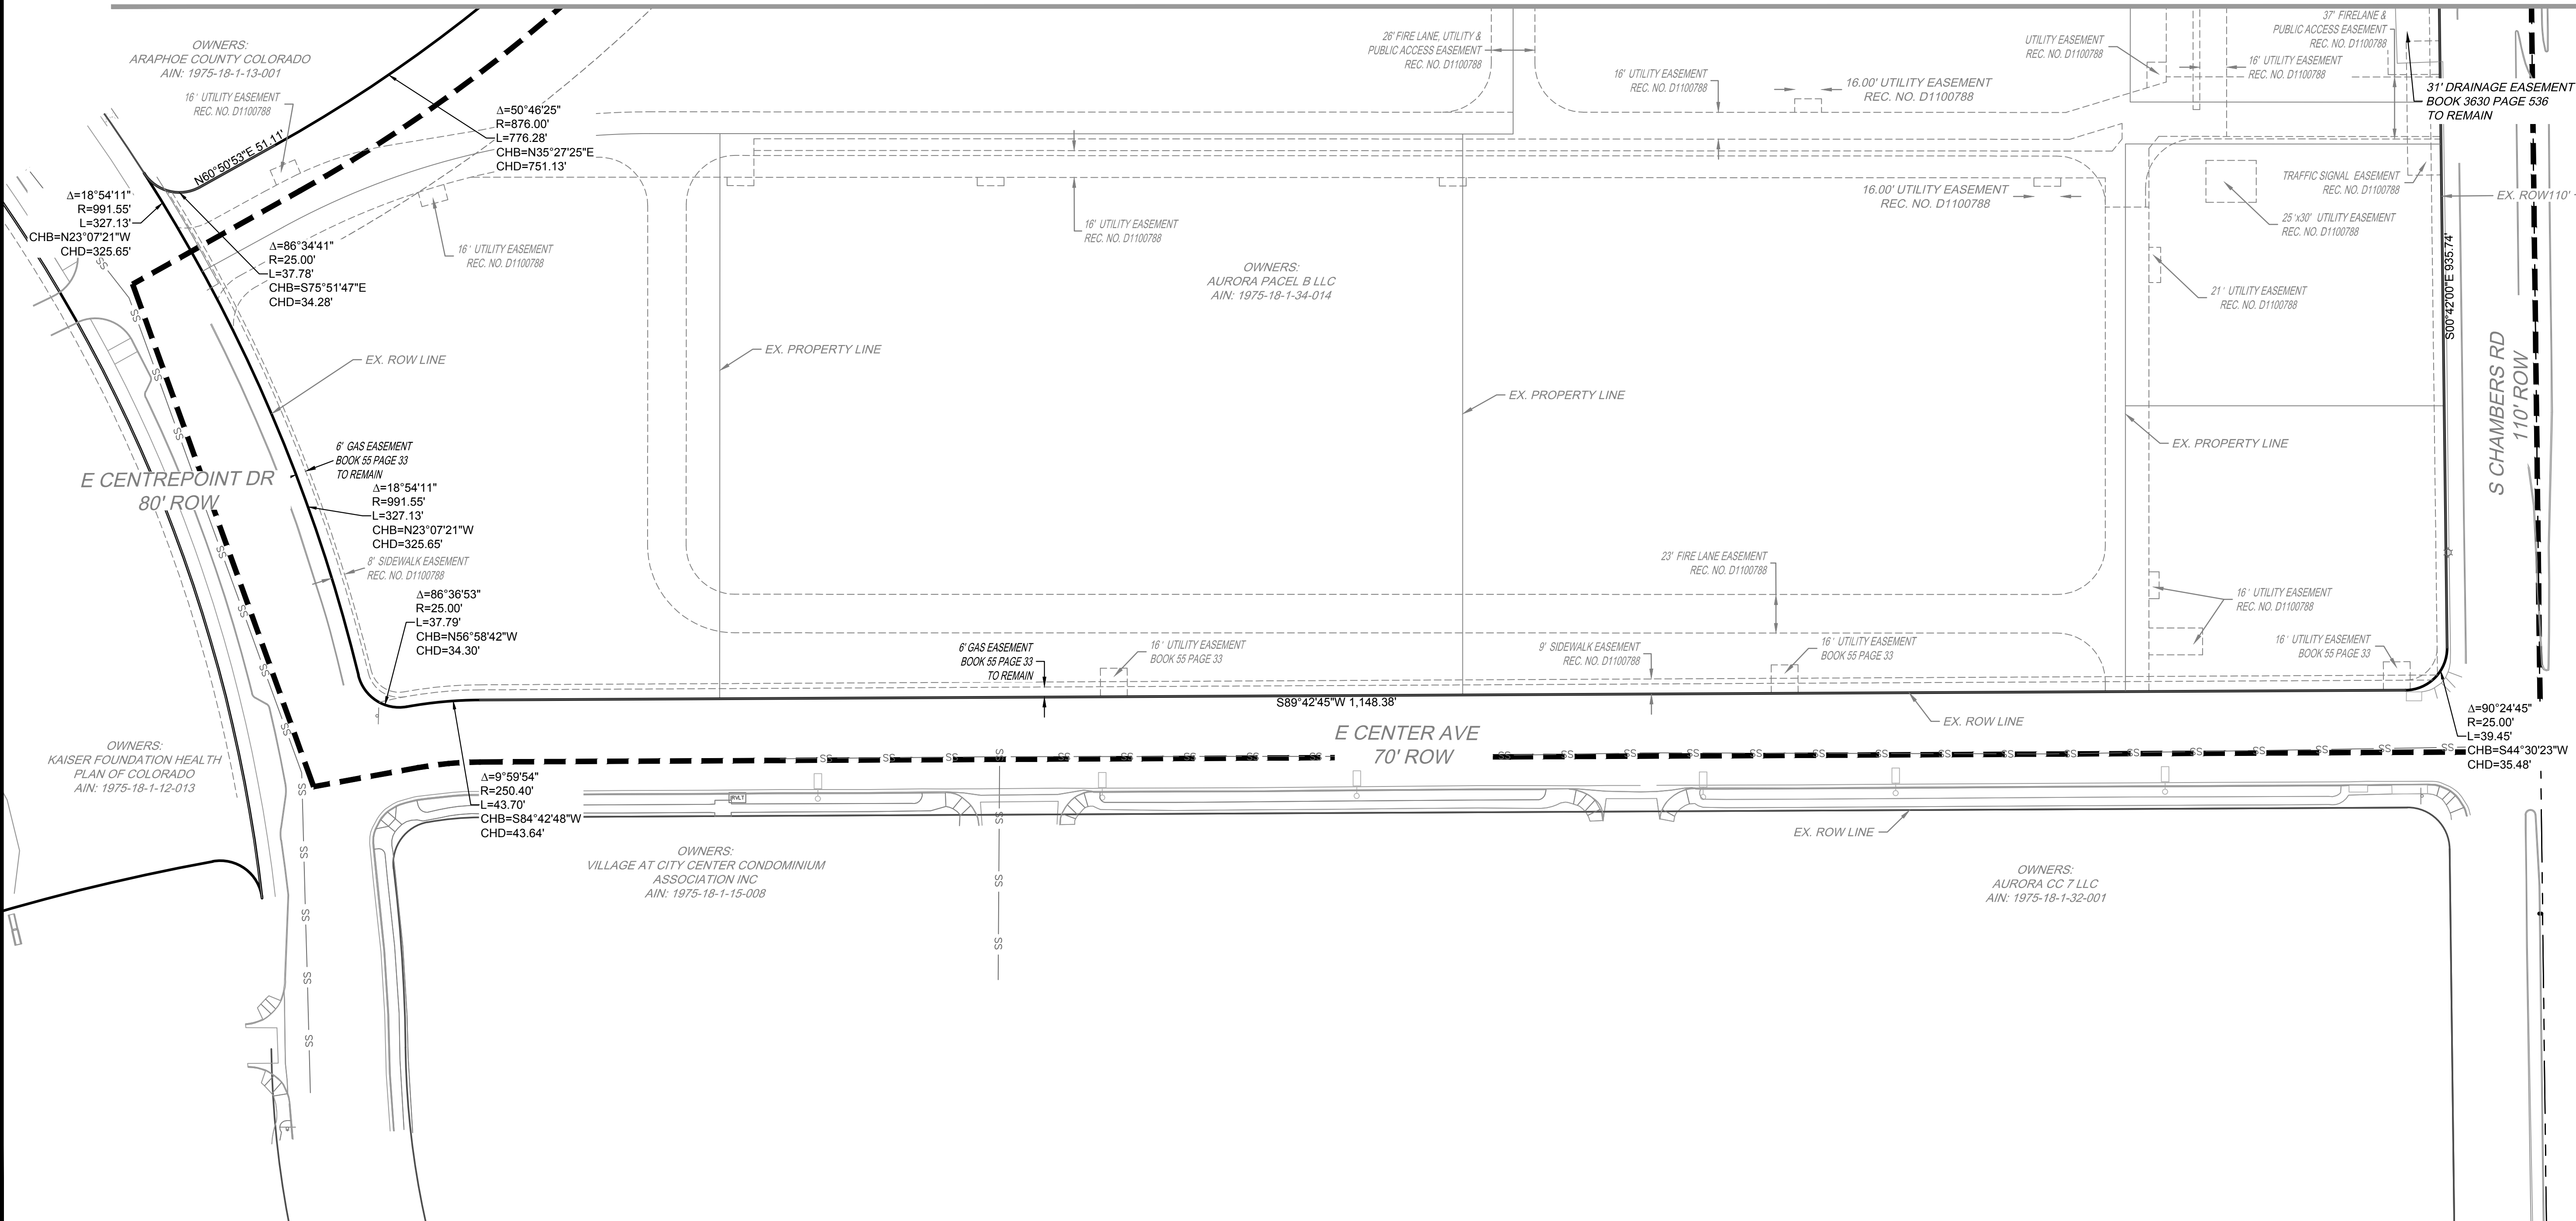 OWNERS:
ARAPHOE COUNTY COLORADO
AIN: 1975-18-1-13-001
16' UTILITY EASEMENT
REC. NO. D1100788
N60°50'53"E 51.11'
Δ=50°46'25"
R=876.00'
L=776.28'
CHB=N35°27'25"E
CHD=751.13'
Δ=18°54'11"
R=991.55'
L=327.13'
CHB=N23°07'21"W
CHD=325.65'
Δ=86°34'41"
R=25.00'
L=37.78'
CHB=S75°51'47"E
CHD=34.28'
16' UTILITY EASEMENT
REC. NO. D1100788
26' FIRE LANE, UTILITY &
PUBLIC ACCESS EASEMENT
REC. NO. D1100788
16' UTILITY EASEMENT
REC. NO. D1100788
16.00' UTILITY EASEMENT
REC. NO. D1100788
UTILITY EASEMENT
REC. NO. D1100788
37' FIRELANE &
PUBLIC ACCESS EASEMENT
REC. NO. D1100788
16' UTILITY EASEMENT
REC. NO. D1100788
31' DRAINAGE EASEMENT
BOOK 3630 PAGE 536
TO REMAIN
TRAFFIC SIGNAL EASEMENT
REC. NO. D1100788
EX. ROW110'
16.00' UTILITY EASEMENT
REC. NO. D1100788
25'x30' UTILITY EASEMENT
REC. NO. D1100788
16' UTILITY EASEMENT
REC. NO. D1100788
OWNERS:
AURORA PACEL B LLC
AIN: 1975-18-1-34-014
21' UTILITY EASEMENT
REC. NO. D1100788
S00°42'00"E 935.74'
S CHAMBERS RD
110' ROW
EX. ROW LINE
EX. PROPERTY LINE
EX. PROPERTY LINE
EX. PROPERTY LINE
6' GAS EASEMENT
BOOK 55 PAGE 33
TO REMAIN
E CENTREPOINT DR
80' ROW
Δ=18°54'11"
R=991.55'
L=327.13'
CHB=N23°07'21"W
CHD=325.65'
8' SIDEWALK EASEMENT
REC. NO. D1100788
Δ=86°36'53"
R=25.00'
L=37.79'
CHB=N56°58'42"W
CHD=34.30'
23' FIRE LANE EASEMENT
REC. NO. D1100788
16' UTILITY EASEMENT
REC. NO. D1100788
6' GAS EASEMENT
BOOK 55 PAGE 33
TO REMAIN
16' UTILITY EASEMENT
BOOK 55 PAGE 33
9' SIDEWALK EASEMENT
REC. NO. D1100788
16' UTILITY EASEMENT
BOOK 55 PAGE 33
16' UTILITY EASEMENT
BOOK 55 PAGE 33
S89°42'45"W 1,148.38'
E CENTER AVE
70' ROW
EX. ROW LINE
Δ=90°24'45"
R=25.00'
L=39.45'
CHB=S44°30'23"W
CHD=35.48'
OWNERS:
KAISER FOUNDATION HEALTH
PLAN OF COLORADO
AIN: 1975-18-1-12-013
Δ=9°59'54"
R=250.40'
L=43.70'
CHB=S84°42'48"W
CHD=43.64'
EX. ROW LINE
OWNERS:
VILLAGE AT CITY CENTER CONDOMINIUM
ASSOCIATION INC
AIN: 1975-18-1-15-008
OWNERS:
AURORA CC 7 LLC
AIN: 1975-18-1-32-001